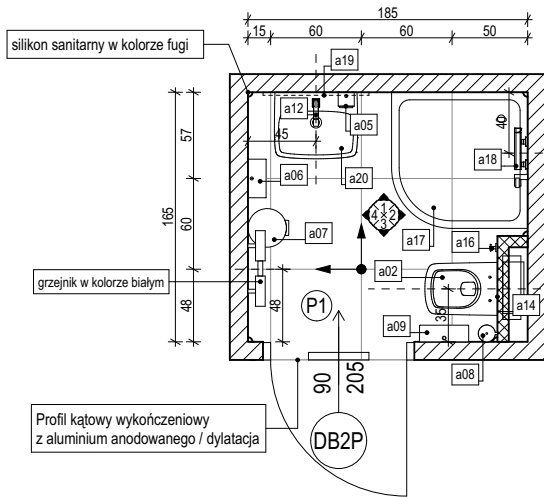 185
15
60
60
50
silikon sanitarny w kolorze fugi
a19
a12
a05
40
57
45
a18
a06
a20
165
60
1
4
2
3
a07
a17
a16
a02
grzejnik w kolorze białym
a14
48
48
P1
35
a09
a08
90
205
Profil kątowy wykończeniowy
z aluminium anodowanego / dylatacja
DB2P